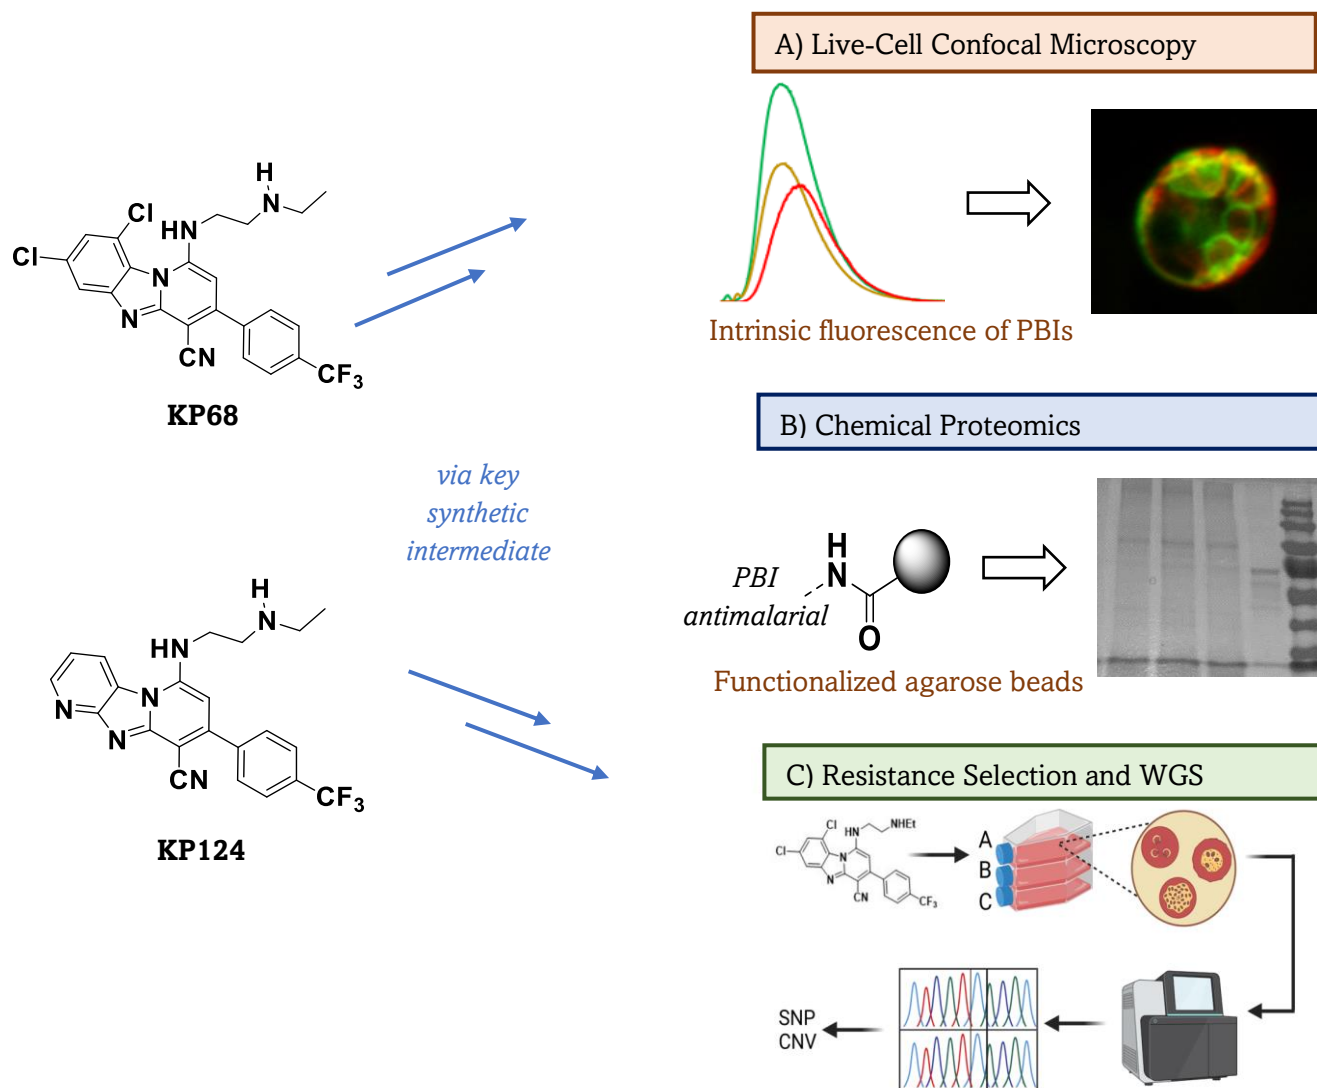 A) Live-Cell Confocal Microscopy
H
N
Cl
HN
Cl
N
N
CN
CF3
KP68
Intrinsic fluorescence of PBIs
B) Chemical Proteomics
via key
synthetic
intermediate
H
N
PBI
antimalarial
O
Functionalized agarose beads
H
N
HN
N
N
N
CN
CF3
KP124
C) Resistance Selection and WGS
Cl
HN
NHEt
Cl
N
N
CN
CF3
A
B
C
SNP
CNV